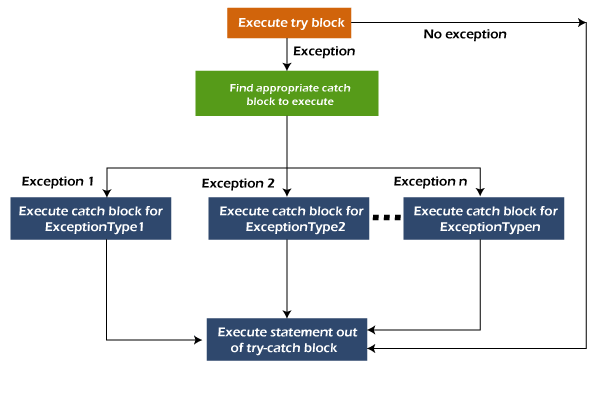 Execute try block
No exception
Exception
Find appropriate catch
block to execute
Exception 1
Exception 2
Exception n
Execute catch block for
ExceptionType1
Execute catch block for
ExceptionType2
Execute catch block for
ExceptionTypen
Execute statement out
of try-catch block